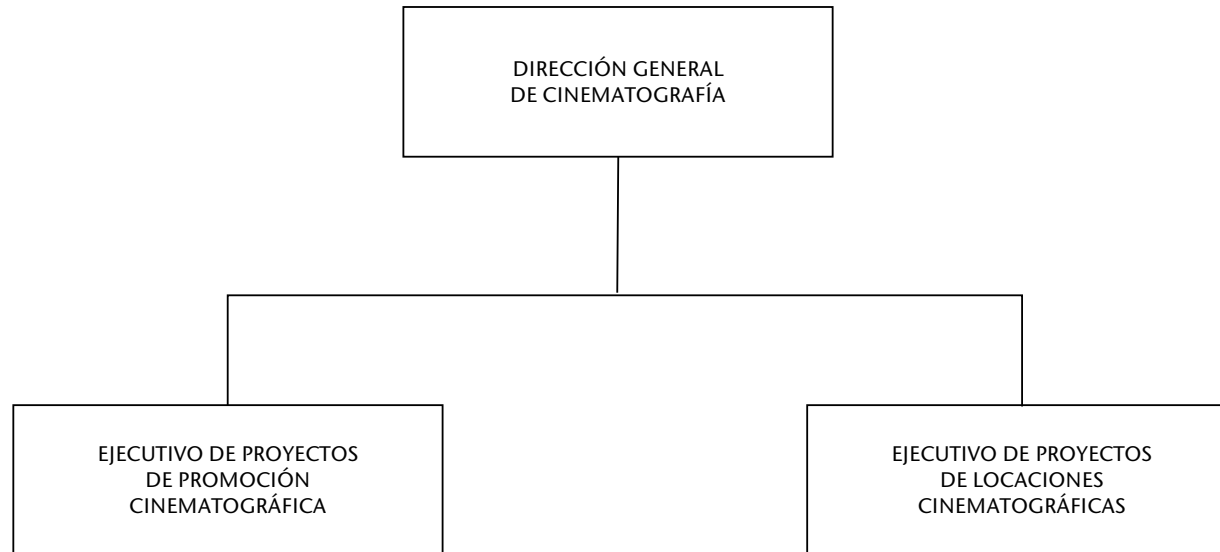 DIRECCIÓN GENERAL
DE CINEMATOGRAFÍA
EJECUTIVO DE PROYECTOS
DE PROMOCIÓN
CINEMATOGRÁFICA
EJECUTIVO DE PROYECTOS
DE LOCACIONES
CINEMATOGRÁFICAS